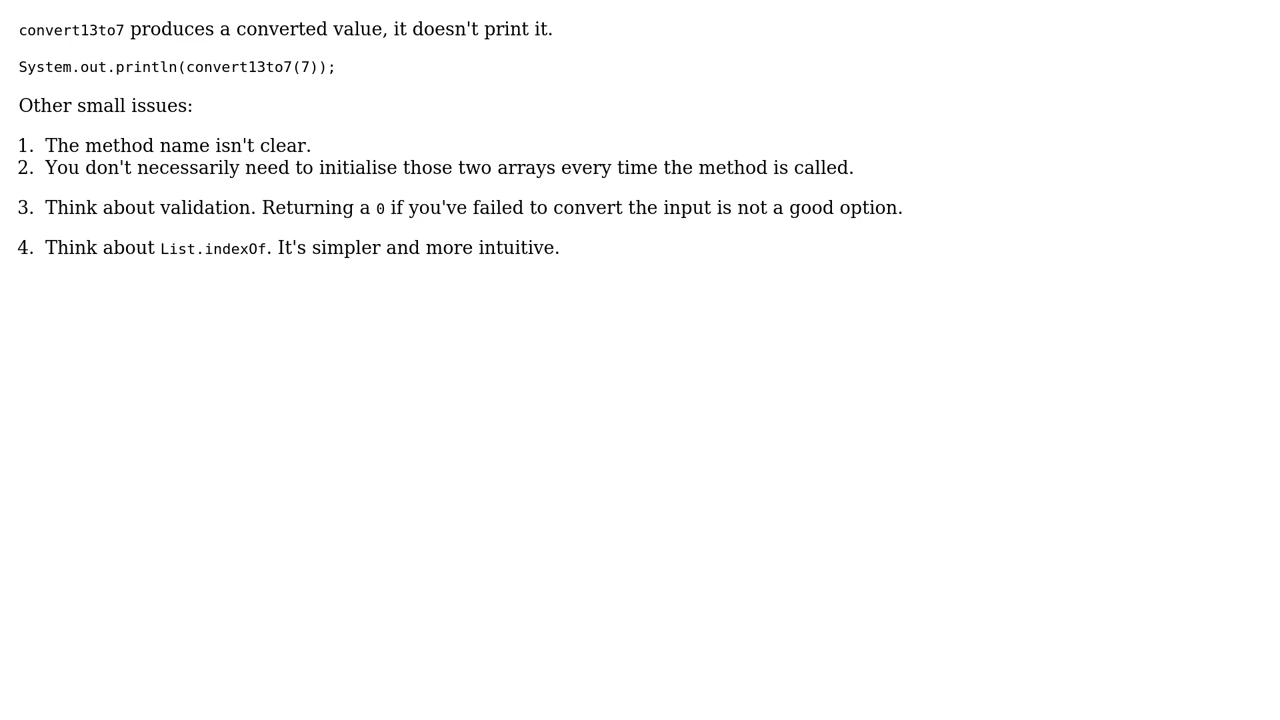 convert13to7 produces a converted value, it doesn't print it.
System.out.println(convert13to7(7));
Other small issues:
1. The method name isn't clear.
2. You don't necessarily need to initialise those two arrays every time the method is called.
3. Think about validation. Returning a 0 if you've failed to convert the input is not a good option.
4. Think about List.indexOf. It's simpler and more intuitive.